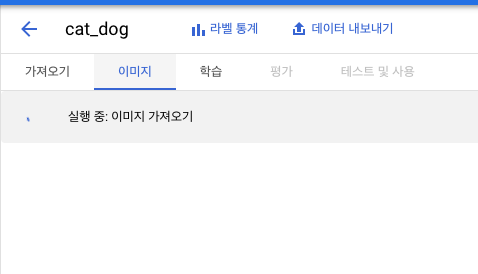 cat_dog 라벨 통계 데이터 내보내기
가져오기 이미지 학습 평가 테스트 및 사용
실행 중: 이미지 가져오기